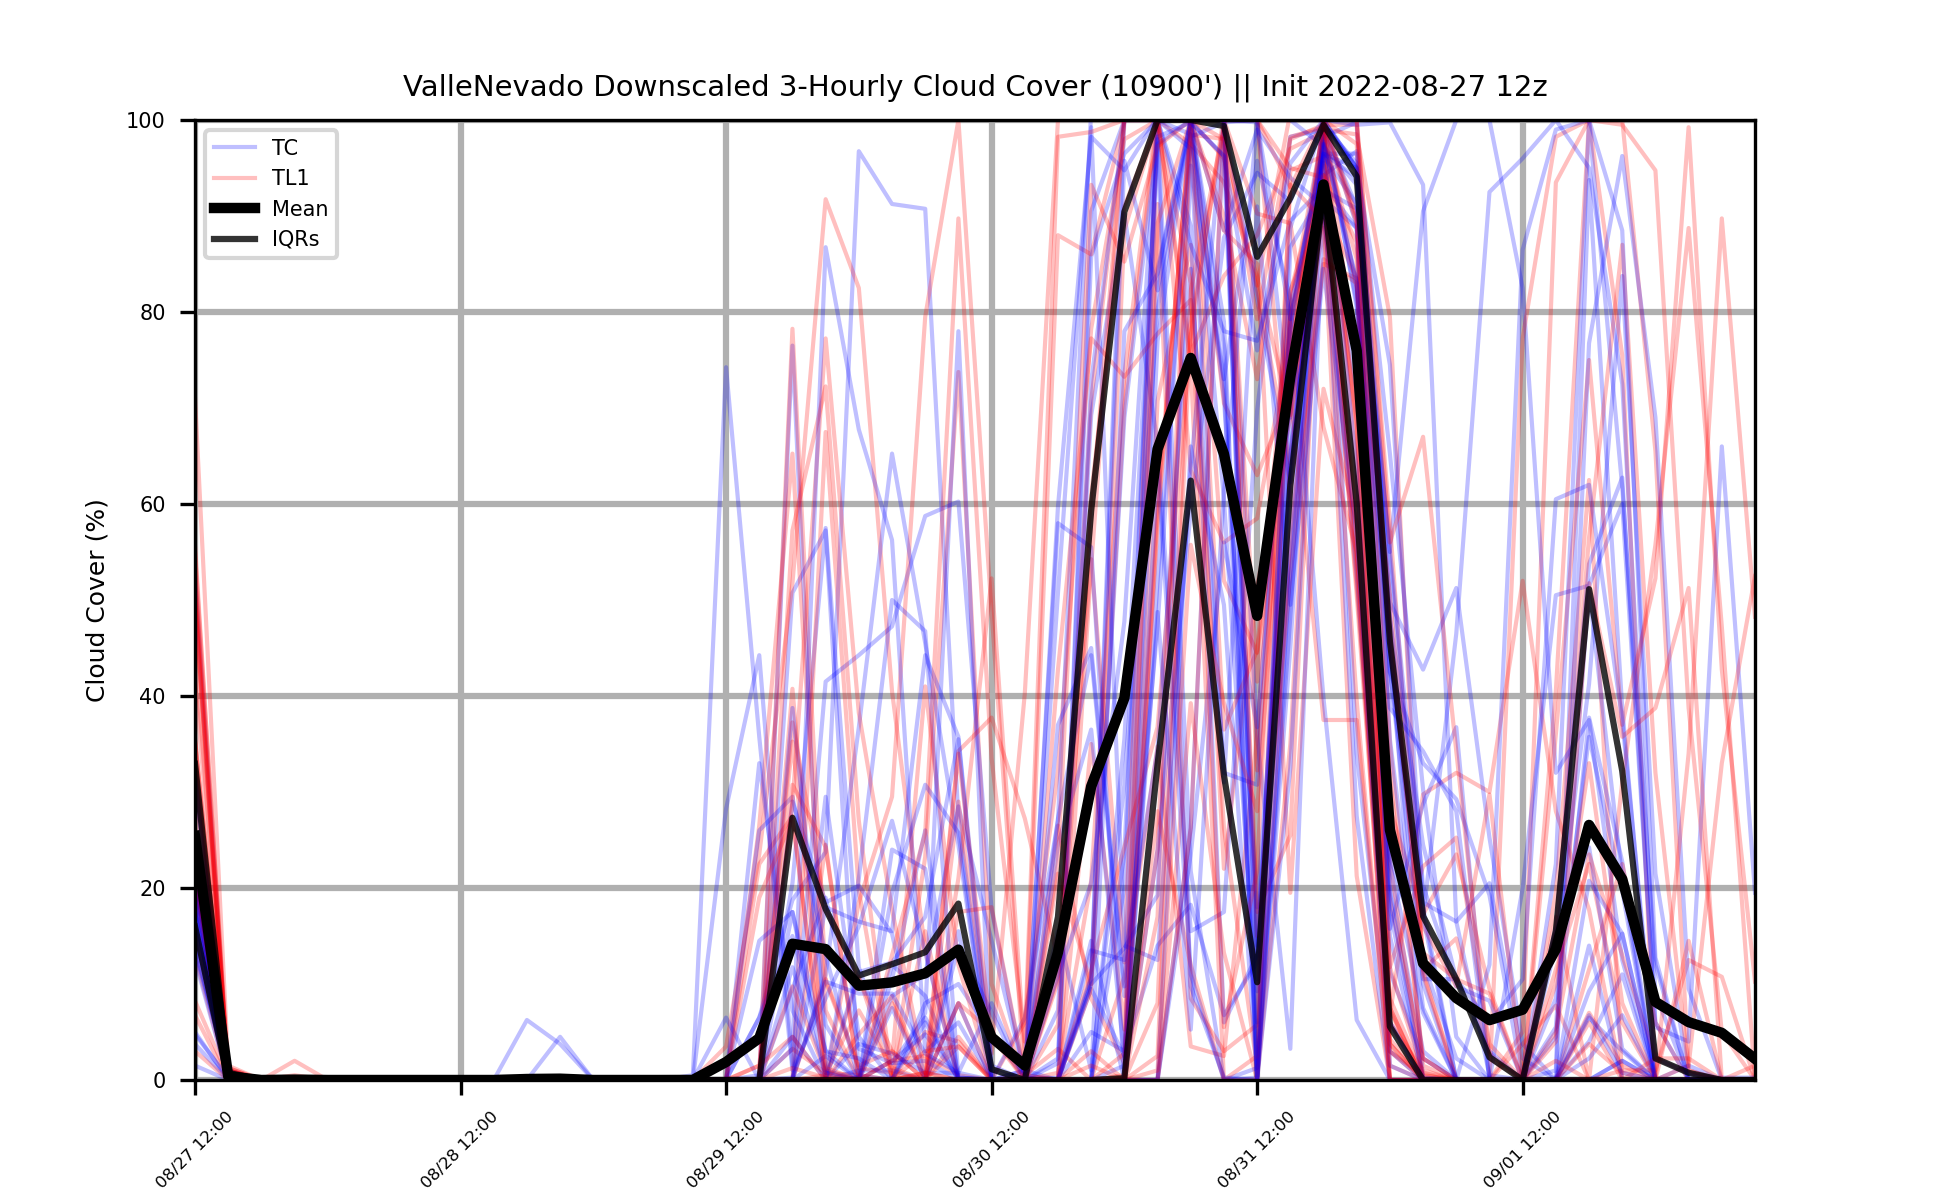 ValleNevado Downscaled 3-Hourly Cloud Cover (10900') || Init 2022-08-27 12z
TC
TL1
Mean
IQRs
Cloud Cover (%)
100
80
60
40
20
0
08/27 12:00
08/28 12:00
08/29 12:00
08/30 12:00
08/31 12:00
09/01 12:00